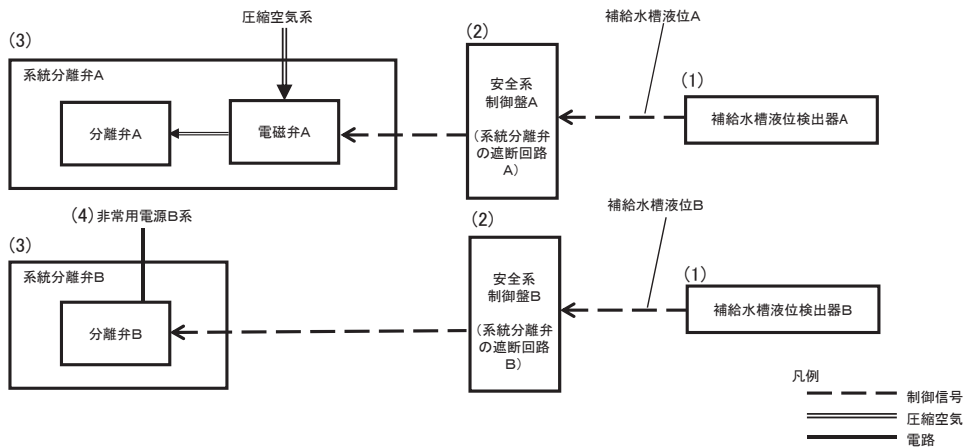 圧縮空気系
補給水槽液位A
(3)
(2)
系統分離弁A
安全系
制御盤A
(系統分離弁
の遮断回路
A)
(1)
分離弁A
電磁弁A
補給水槽液位検出器A
(4) 非常用電源B系
補給水槽液位B
(3)
(2)
系統分離弁B
安全系
制御盤B
(系統分離弁
の遮断回路
B)
(1)
分離弁B
補給水槽液位検出器B
凡例
制御信号
圧縮空気
電路